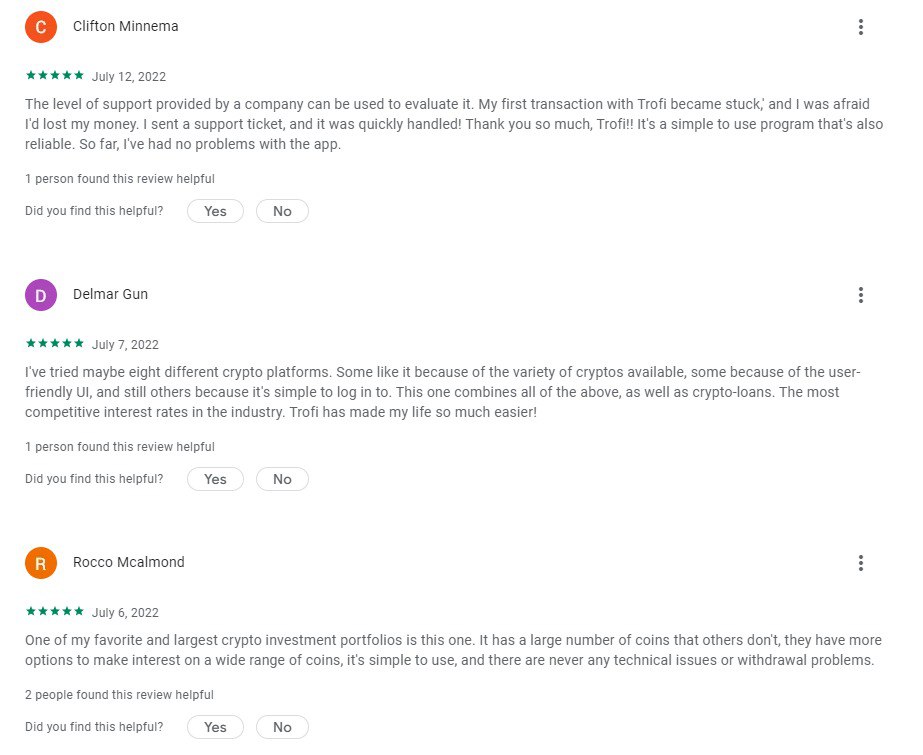 C
Clifton Minnema
July 12, 2022
The level of support provided by a company can be used to evaluate it. My first transaction with Trofi became stuck,' and I was afraid
I'd lost my money. I sent a support ticket, and it was quickly handled! Thank you so much, Trofi!! It's a simple to use program that's also
reliable. So far, I've had no problems with the app.
1 person found this review helpful
Did you find this helpful? Yes No
D
Delmar Gun
July 7, 2022
I've tried maybe eight different crypto platforms. Some like it because of the variety of cryptos available, some because of the user-
friendly UI, and still others because it's simple to log in to. This one combines all of the above, as well as crypto-loans. The most
competitive interest rates in the industry. Trofi has made my life so much easier!
1 person found this review helpful
Did you find this helpful? Yes No
R
Rocco Mcalmond
July 6, 2022
One of my favorite and largest crypto investment portfolios is this one. It has a large number of coins that others don't, they have more
options to make interest on a wide range of coins, it's simple to use, and there are never any technical issues or withdrawal problems.
2 people found this review helpful
Did you find this helpful? Yes No